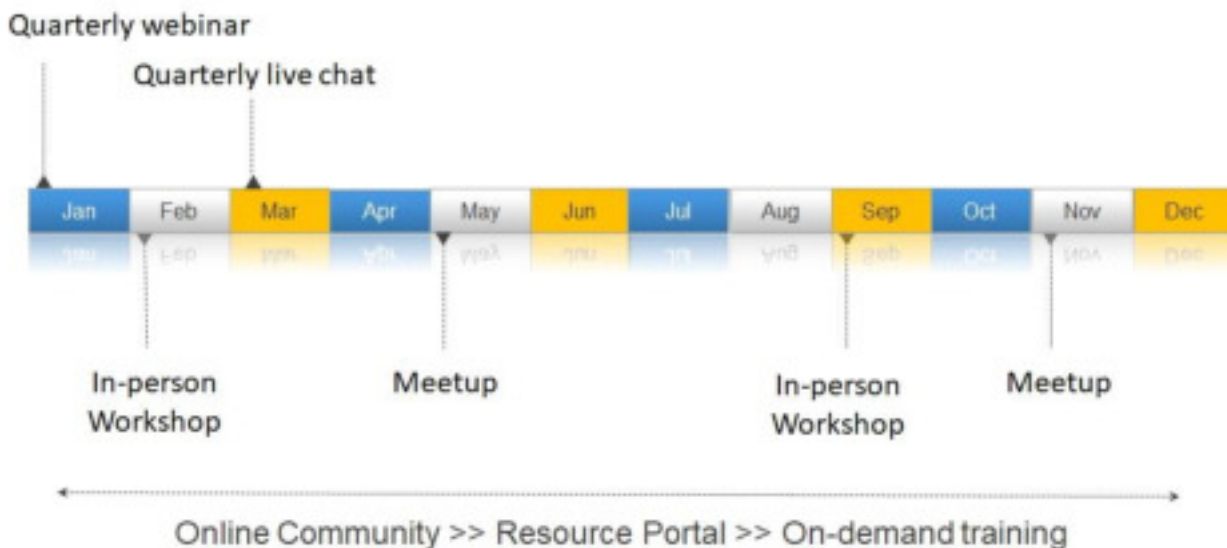 Quarterly webinar
Quarterly live chat
Jan Feb Mar Apr May Jun Jul Aug Sep Oct Nov Dec
In-person
Workshop
Meetup
In-person
Workshop
Meetup
Online Community >> Resource Portal >> On-demand training